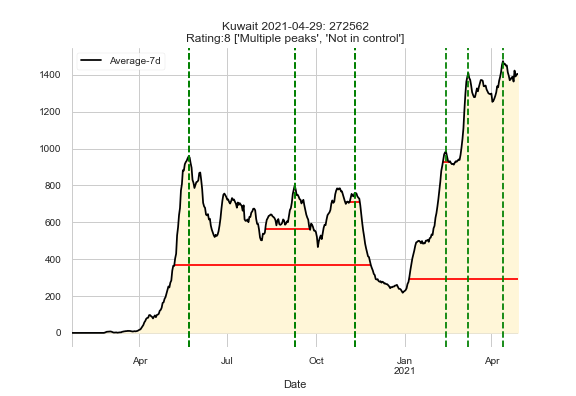 Kuwait 2021-04-29: 272562
Rating:8 ['Multiple peaks', 'Not in control']
Average-7d
1400
1200
1000
800
600
400
200
0
Apr Jul Oct Jan Apr
2021
Date